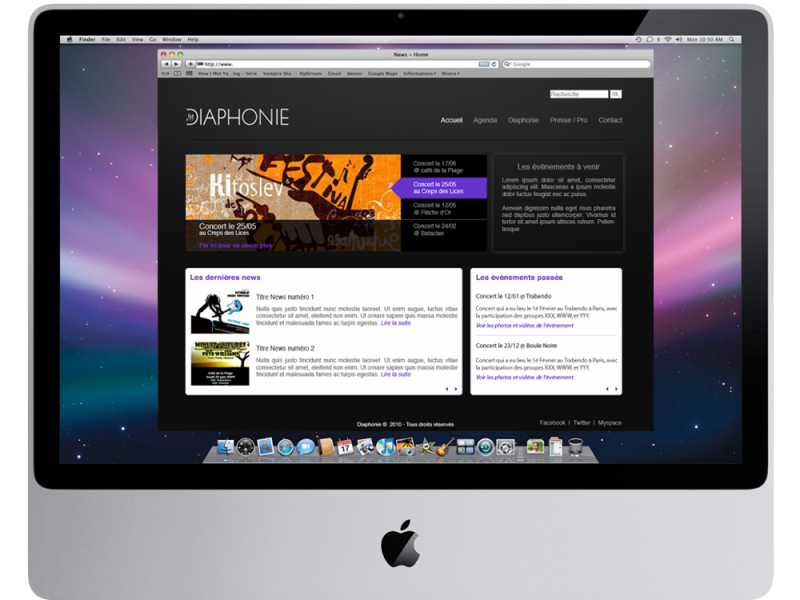 Finder File Edit View Go Window Help
Mon 10:50 AM
News - Home
http://www.
Google
How I Met Yo...ing - Serie Vampire Dia... - DpStream Gmail deezer Google Maps Informations Divers
Recherche
Ok
DIAPHONIE
Accueil Agenda Diaphonie Presse / Pro Contact
Kitoslev
FESTIVAL
Concert le 25/05
au Creps des Lices
Par ici pour en savoir plus
Concert le 17/06
@ café de la Plage
Concert le 25/05
au Creps des Lices
Concert le 12/05
@ Flèche d'Or
Concert le 24/02
@ Bataclan
Les évènements à venir
Lorem ipsum dolor sit amet, consectetur
adipiscing elit. Maecenas a ipsum molestie
dolor luctus feugiat nec ac purus.
Aenean dignissim nulla eget risus pharetra
sed dapibus justo ullamcorper. Vivamus id
tortor sit amet ipsum altrices rutrum. Pellen-
tesque
Les dernières news
Titre News numéro 1
Nulla quis justo tincidunt nunc molestie laoreet. Ut enim augue, luctus vitae
consectetur sit amet, eleifend non enim. Ut ornare sapien quis massa molestie
tincidunt et malesuada fames ac turpis egestas. Lire la suite
Titre News numéro 2
Nulla quis justo tincidunt nunc molestie laoreet. Ut enim augue, luctus vitae
consectetur sit amet, eleifend non enim. Ut ornare sapien quis massa molestie
tincidunt et malesuada fames ac turpis egestas. Lire la suite
Les évènements passés
Concert le 12/01 @ Trabendo
Concert qui a eu lieu le 14 Février au Trabendo à Paris, avec
la participation des groupes XXX, WWW, et YYY.
Voir les photos et vidéos de l'évènement
Concert le 23/12 @ Boule Noire
Concert qui a eu lieu le 14 Février au Trabendo à Paris, avec
la participation des groupes XXX, WWW, et YYY.
Voir les photos et vidéos de l'évènement
Diaphonie © 2010 - Tous droits réservés
Facebook | Twitter | Myspace
17